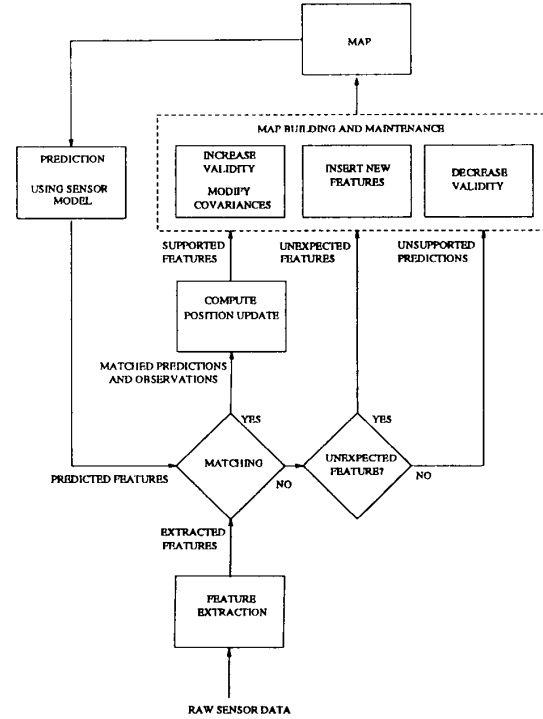 MAP
MAP BUILDING AND MAINTENANCE
PREDICTION
USING SENSOR
MODEL
INCREASE
VALIDITY
MODIFY
COVARIANCES
INSERT NEW
FEATURES
DECREASE
VALIDITY
SUPPORTED
FEATURES
UNEXPECTED
FEATURES
UNSUPPORTED
PREDICTIONS
COMPUTE
POSITION UPDATE
MATCHED PREDICTIONS
AND OBSERVATIONS
YES
YES
MATCHING
UNEXPECTED
FEATURE?
PREDICTED FEATURES
NO
NO
EXTRACTED
FEATURES
FEATURE
EXTRACTION
RAW SENSOR DATA